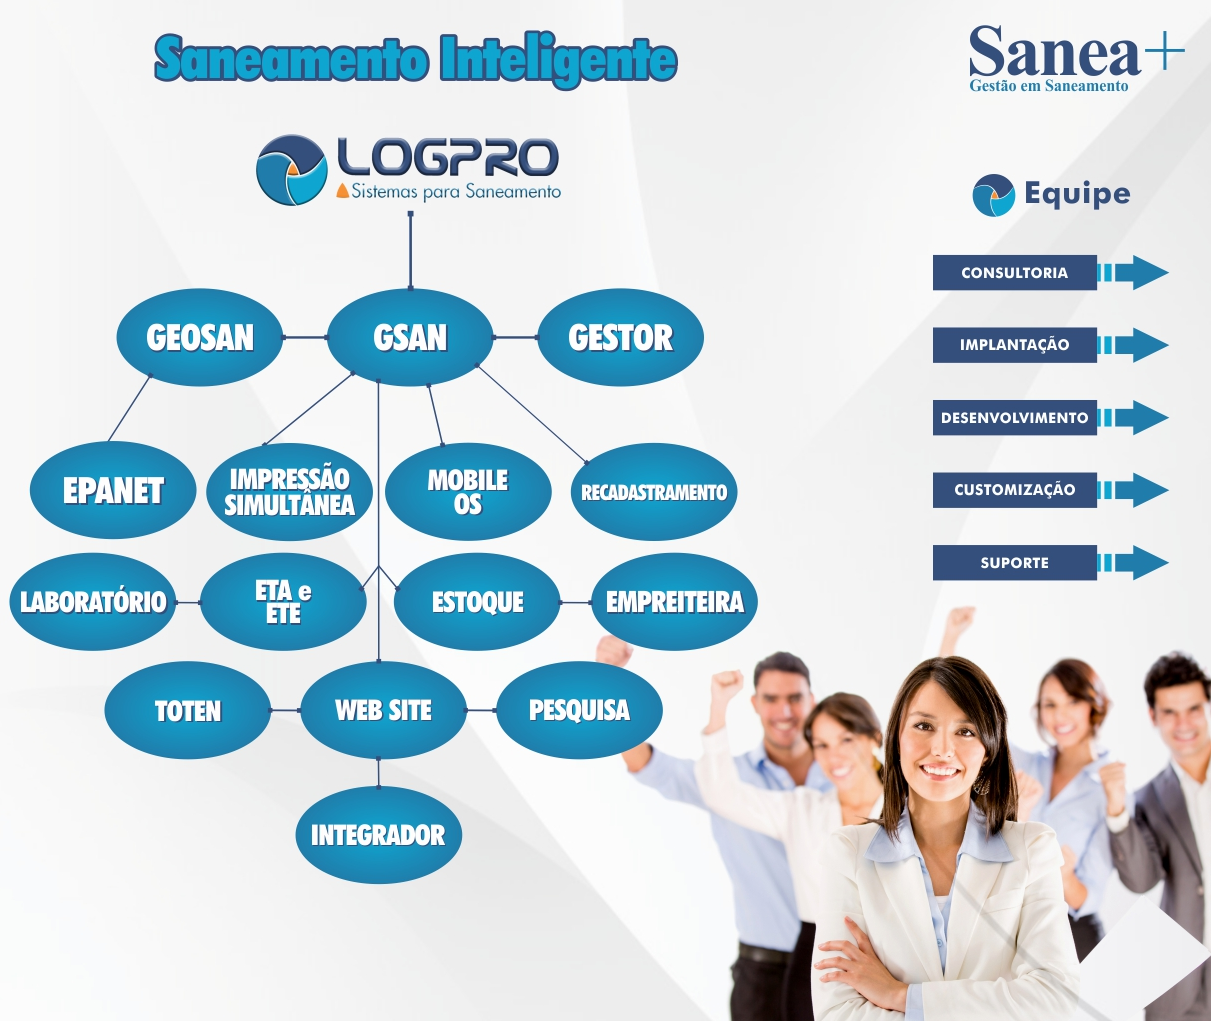 Saneamento Inteligente
Sanea+
Gestão em Saneamento
LOGPRO
Sistemas para Saneamento
Equipe
CONSULTORIA
IMPLANTAÇÃO
DESENVOLVIMENTO
CUSTOMIZAÇÃO
SUPORTE
GEOSAN
GSAN
GESTOR
EPANET
IMPRESSÃO
SIMULTÂNEA
MOBILE
OS
RECADASTRAMENTO
LABORATÓRIO
ETA e
ETE
ESTOQUE
EMPREITEIRA
TOTEN
WEB SITE
PESQUISA
INTEGRADOR